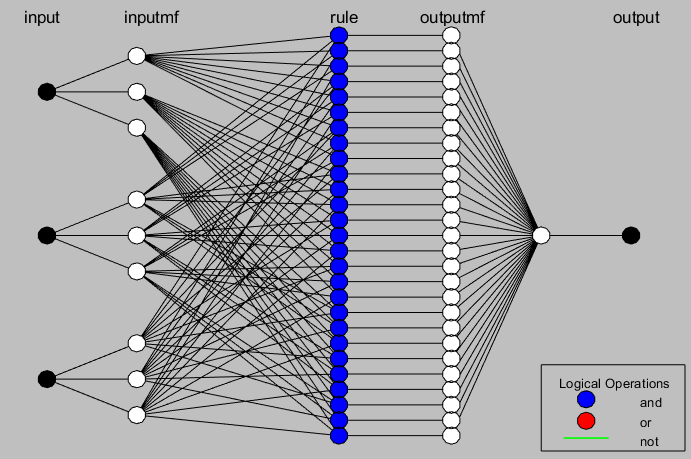 input inputmf rule outputmf output
Logical Operations
and
or
not